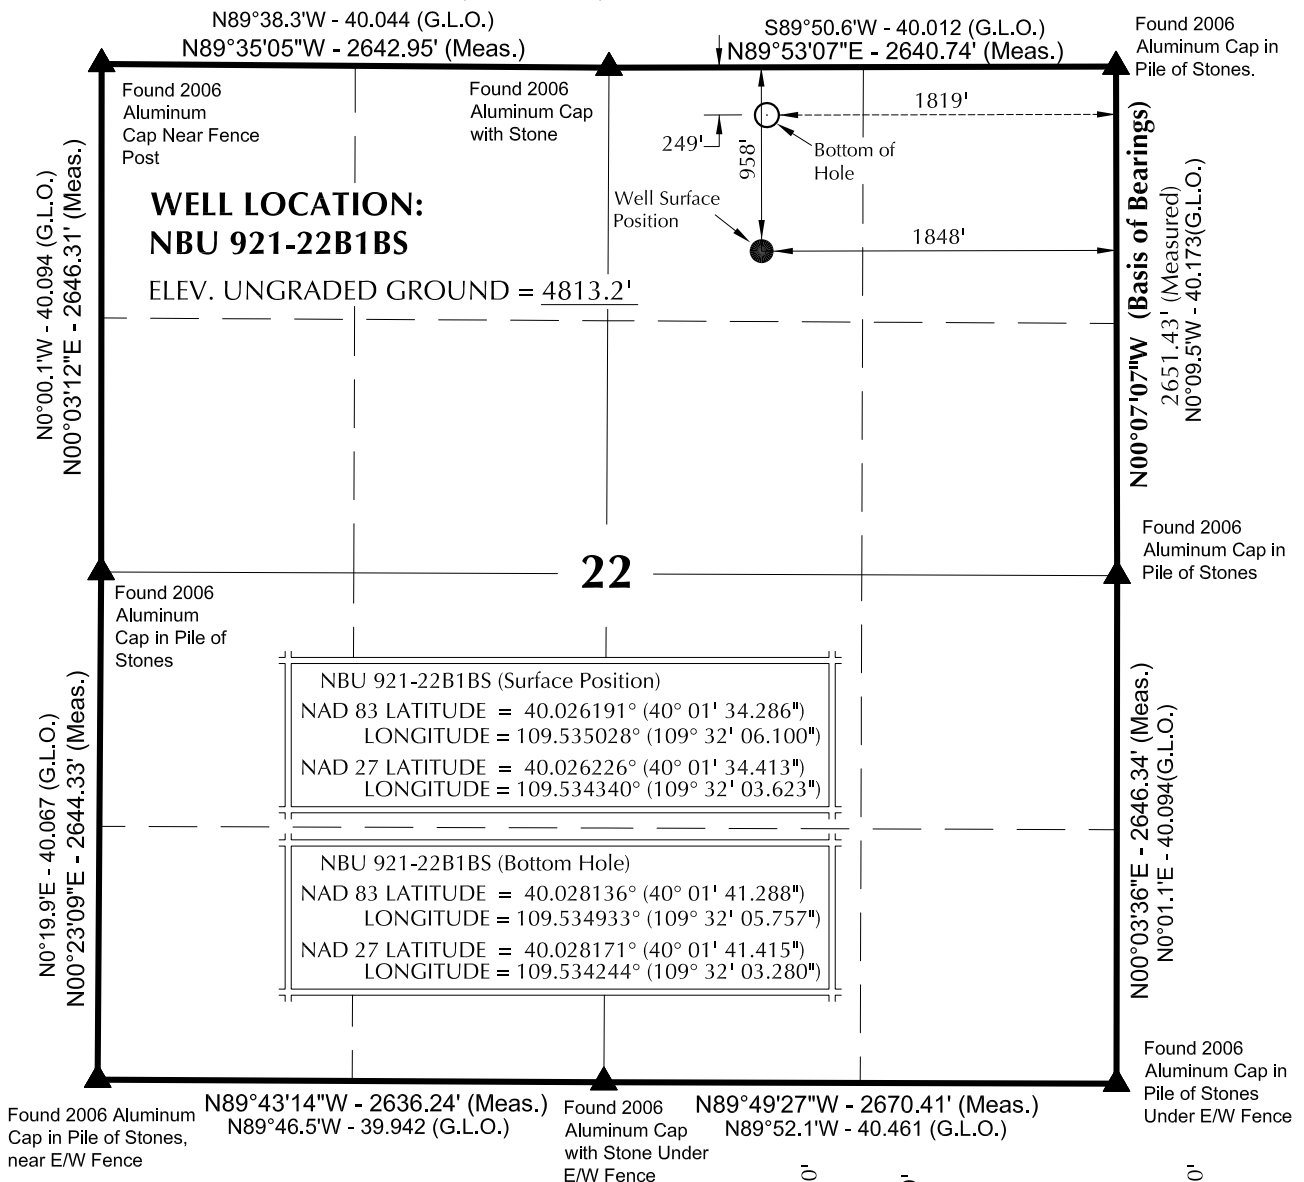 N89°38.3'W - 40.044 (G.L.O.)
N89°35'05"W - 2642.95' (Meas.)
S89°50.6'W - 40.012 (G.L.O.)
N89°53'07"E - 2640.74' (Meas.)
Found 2006
Aluminum Cap in
Pile of Stones.
Found 2006
Aluminum
Cap Near Fence
Post
Found 2006
Aluminum Cap
with Stone
1819'
249'
958'
Bottom of
Hole
Well Surface
Position
1848'
WELL LOCATION:
NBU 921-22B1BS
ELEV. UNGRADED GROUND = 4813.2'
N0°00.1'W - 40.094 (G.L.O.)
N00°03'12"E - 2646.31' (Meas.)
N00°07'07"W (Basis of Bearings)
2651.43' (Measured)
N0°09.5'W - 40.173(G.L.O.)
Found 2006
Aluminum Cap in
Pile of Stones
22
Found 2006
Aluminum
Cap in Pile of
Stones
NBU 921-22B1BS (Surface Position)
NAD 83 LATITUDE = 40.026191° (40° 01' 34.286")
LONGITUDE = 109.535028° (109° 32' 06.100")
NAD 27 LATITUDE = 40.026226° (40° 01' 34.413")
LONGITUDE = 109.534340° (109° 32' 03.623")
NBU 921-22B1BS (Bottom Hole)
NAD 83 LATITUDE = 40.028136° (40° 01' 41.288")
LONGITUDE = 109.534933° (109° 32' 05.757")
NAD 27 LATITUDE = 40.028171° (40° 01' 41.415")
LONGITUDE = 109.534244° (109° 32' 03.280")
N0°19.9'E - 40.067 (G.L.O.)
N00°23'09"E - 2644.33' (Meas.)
N00°03'36"E - 2646.34' (Meas.)
N0°01.1'E - 40.094(G.L.O.)
Found 2006
Aluminum Cap in
Pile of Stones
Under E/W Fence
Found 2006 Aluminum
Cap in Pile of Stones,
near E/W Fence
N89°43'14"W - 2636.24' (Meas.)
N89°46.5'W - 39.942 (G.L.O.)
Found 2006
Aluminum Cap
with Stone Under
E/W Fence
N89°49'27"W - 2670.41' (Meas.)
N89°52.1'W - 40.461 (G.L.O.)